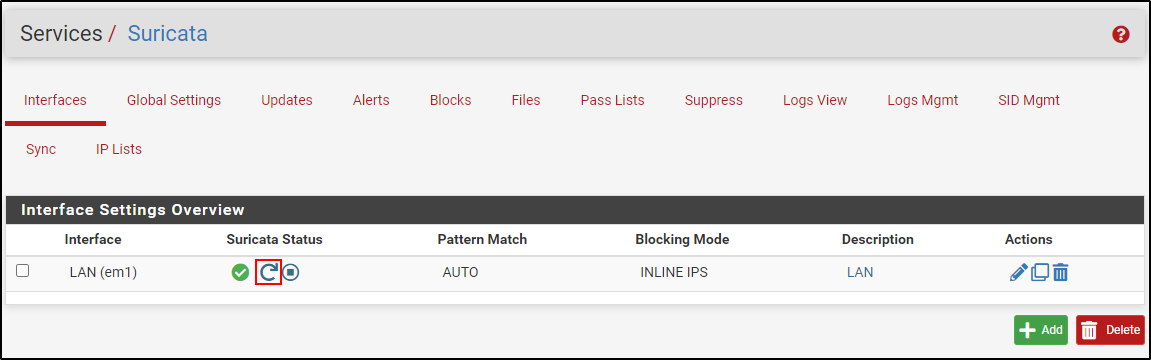 Services / Suricata
Interfaces Global Settings Updates Alerts Blocks Files Pass Lists Suppress Logs View Logs Mgmt SID Mgmt
Sync IP Lists
Interface Settings Overview
Interface Suricata Status Pattern Match Blocking Mode Description Actions
LAN (em1) AUTO INLINE IPS LAN
Add Delete